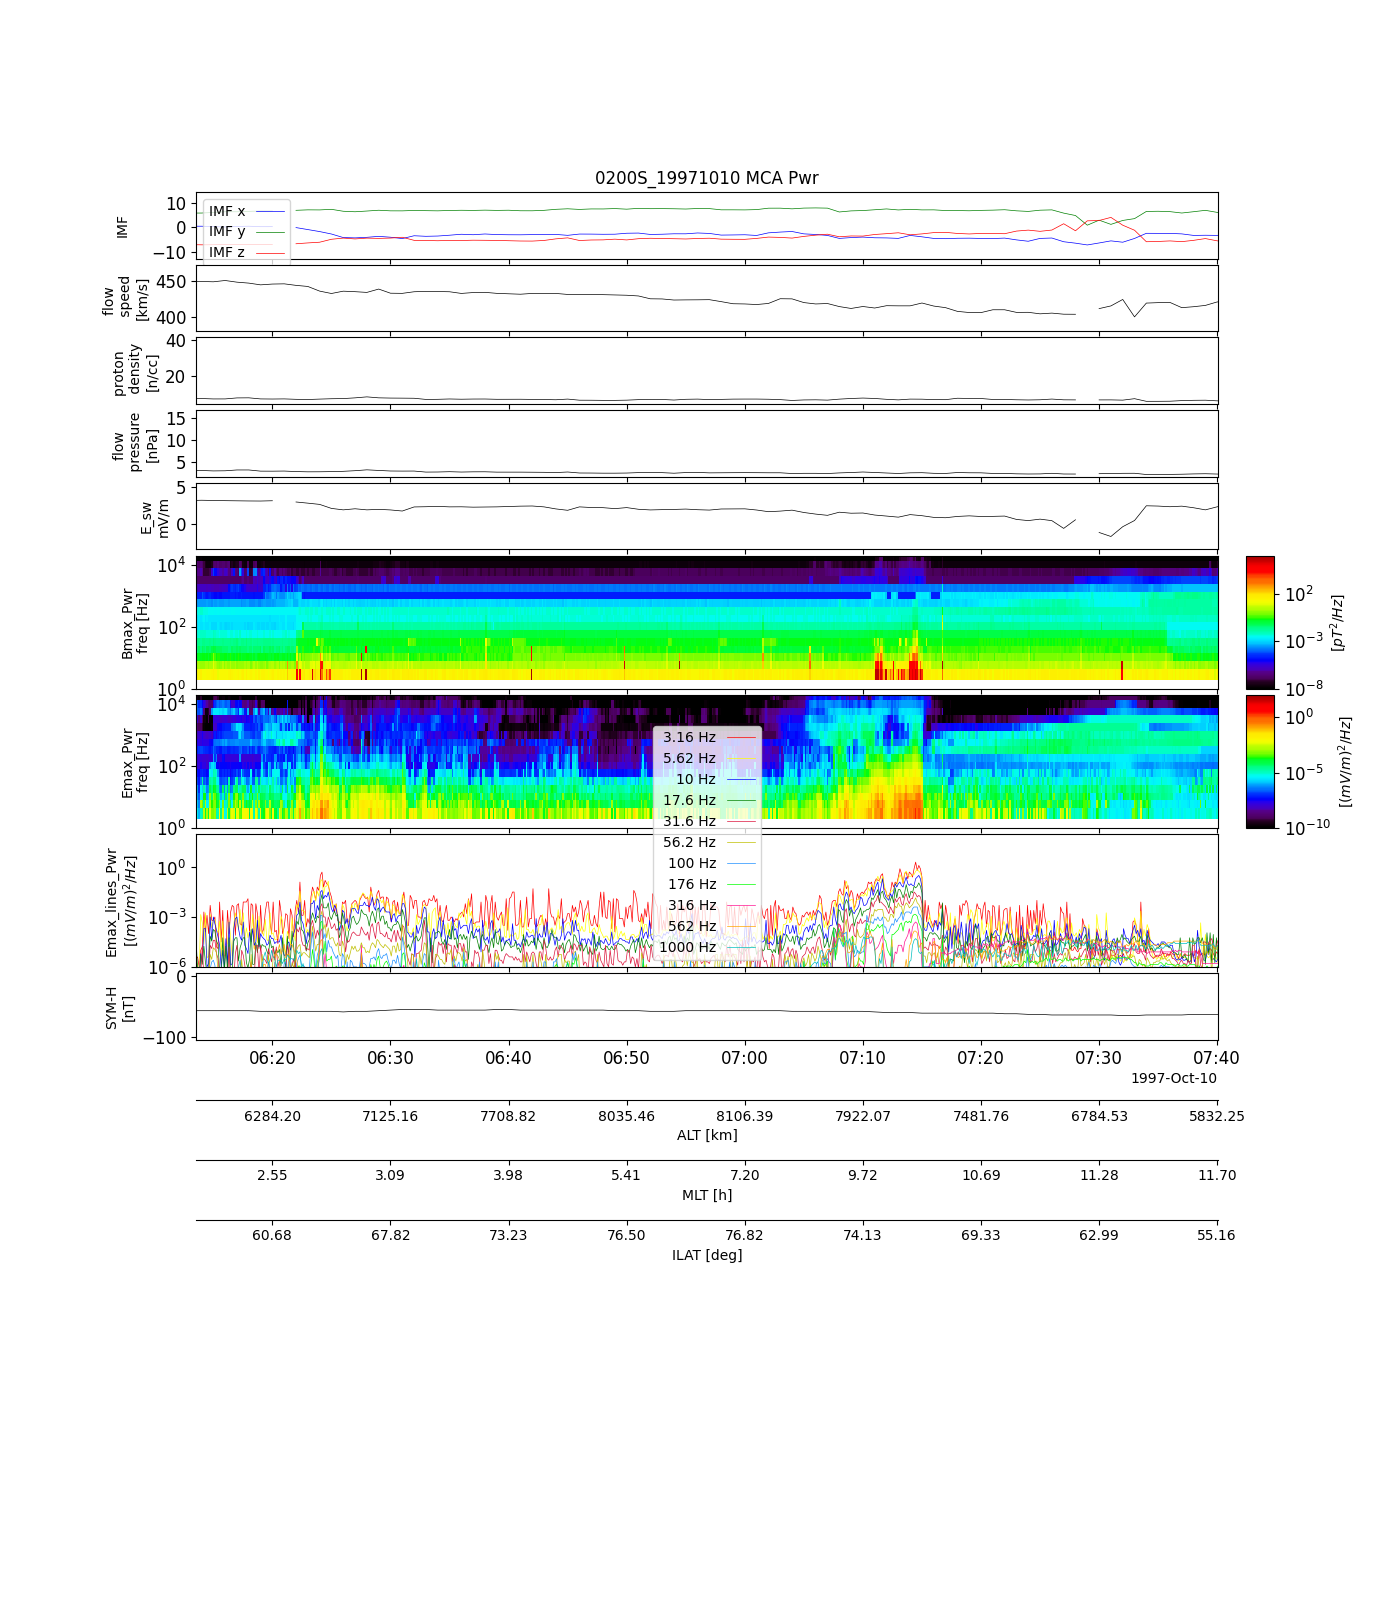 0200S_19971010 MCA Pwr
IMF
10
0
−10
IMF x
IMF y
IMF z
flow
speed
[km/s]
450
400
proton
density
[n/cc]
40
20
flow
pressure
[nPa]
15
10
5
E_sw
mV/m
5
0
Bmax_Pwr
freq [Hz]
10^4
10^2
10^0
10^2
10^−3
10^−8
[pT^2/Hz]
Emax_Pwr
freq [Hz]
10^4
10^2
10^0
10^0
10^−5
10^−10
[(mV/m)^2/Hz]
3.16 Hz
5.62 Hz
10 Hz
17.6 Hz
31.6 Hz
56.2 Hz
100 Hz
176 Hz
316 Hz
562 Hz
1000 Hz
Emax_lines_Pwr
[(mV/m)^2/Hz]
10^0
10^−3
10^−6
SYM-H
[nT]
0
−100
06:20 06:30 06:40 06:50 07:00 07:10 07:20 07:30 07:40
1997-Oct-10
6284.20 7125.16 7708.82 8035.46 8106.39 7922.07 7481.76 6784.53 5832.25
ALT [km]
2.55 3.09 3.98 5.41 7.20 9.72 10.69 11.28 11.70
MLT [h]
60.68 67.82 73.23 76.50 76.82 74.13 69.33 62.99 55.16
ILAT [deg]